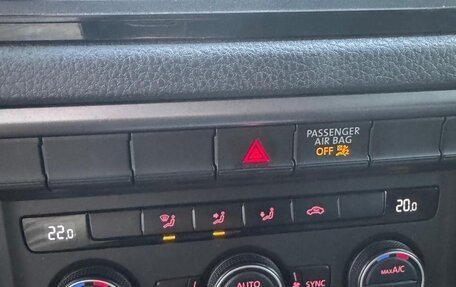 PASSENGER
AIR BAG
OFF
22.0
20.0
AUTO
SYNC
MAX A/C